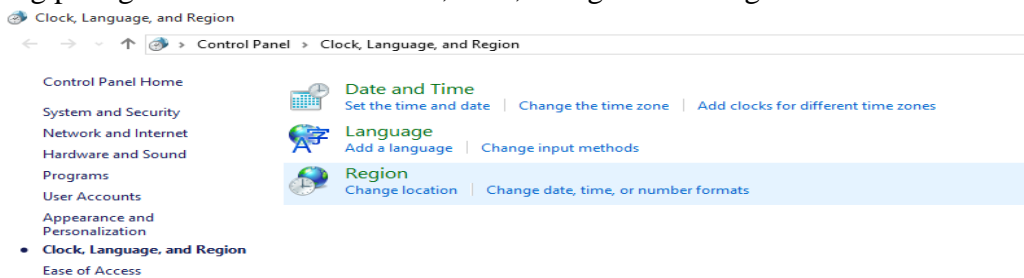 Clock, Language, and Region
Control Panel > Clock, Language, and Region
Control Panel Home
System and Security
Network and Internet
Hardware and Sound
Programs
User Accounts
Appearance and
Personalization
• Clock, Language, and Region
Ease of Access
Date and Time
Set the time and date | Change the time zone | Add clocks for different time zones
Language
Add a language | Change input methods
Region
Change location | Change date, time, or number formats